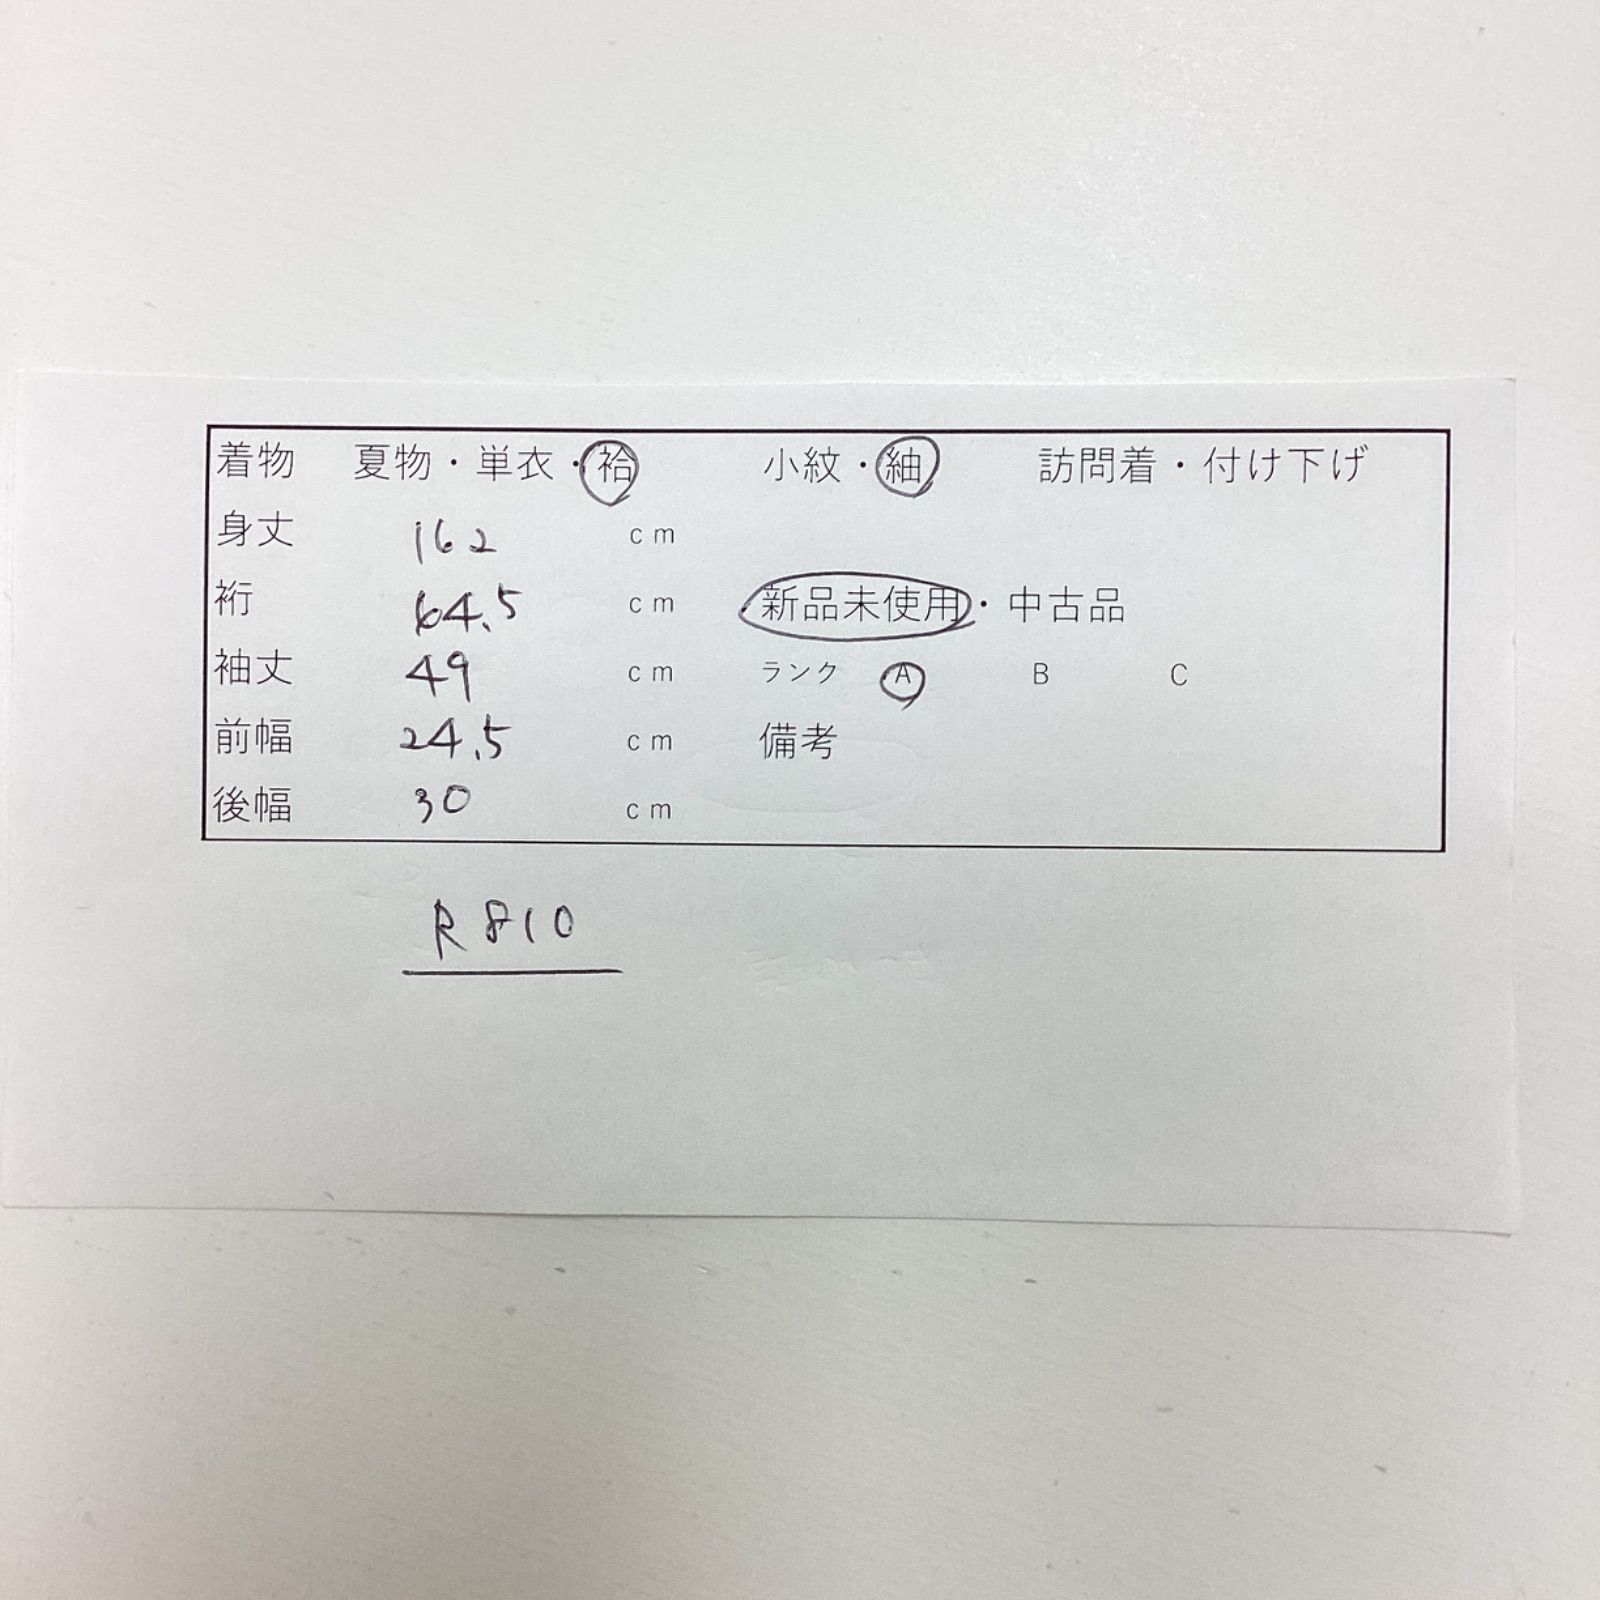 着物 夏物・単衣・袷 小紋・紬 訪問着・付け下げ
身丈 162 cm
裄 64.5 cm 新品未使用・中古品
袖丈 49 cm ランク A B C
前幅 24.5 cm 備考
後幅 30 cm
R810